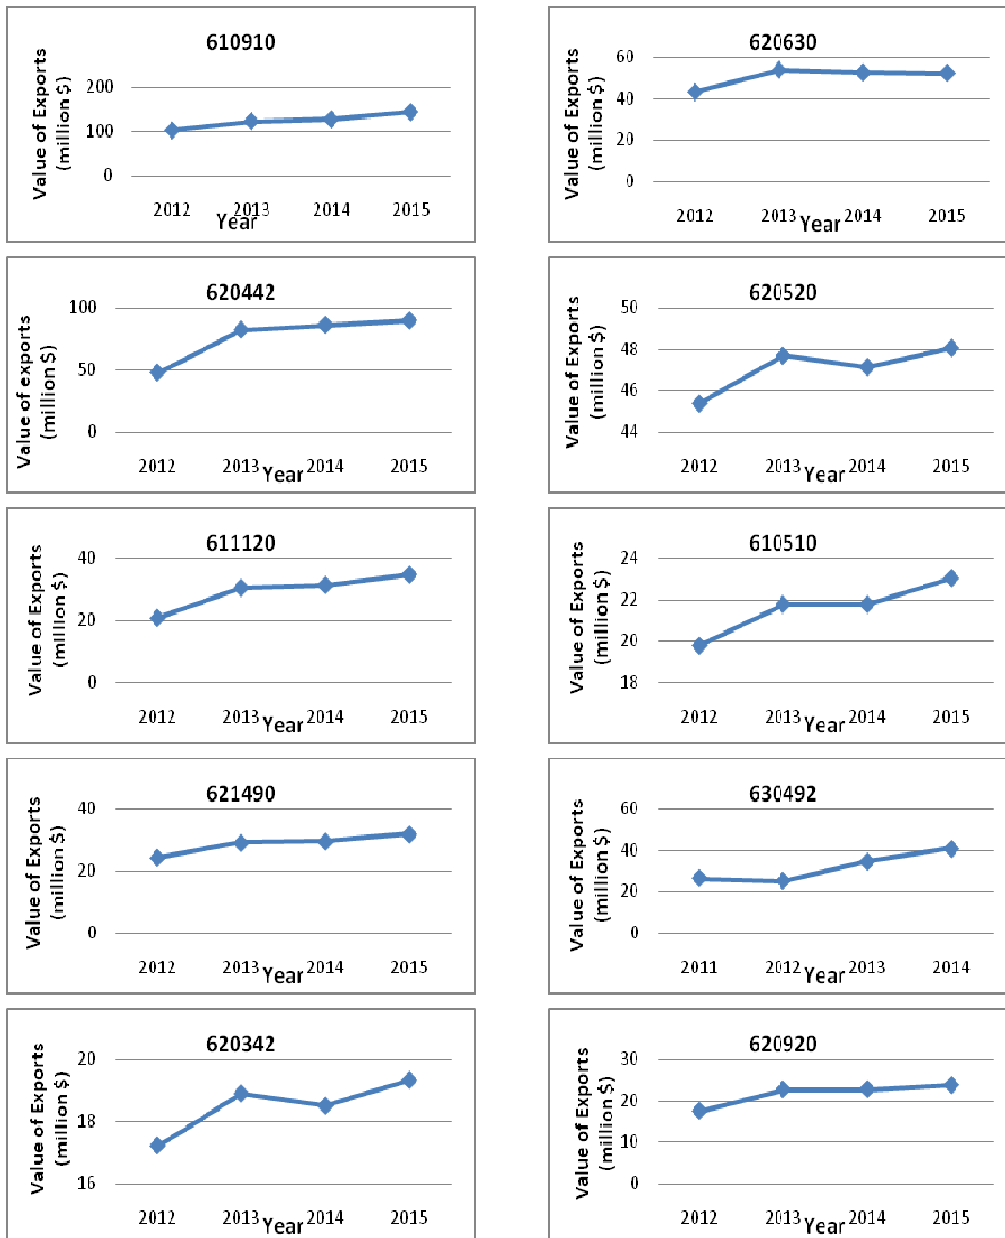 610910
Value of Exports
(million $)
200
100
0
2012 2013 2014 2015
Year
620630
Value of Exports
(million $)
60
40
20
0
2012 2013 2014 2015
Year
620442
Value of exports
(million $)
100
50
0
2012 2013 2014 2015
Year
620520
Value of Exports
(million $)
50
48
46
44
2012 2013 2014 2015
Year
611120
Value of Exports
(million $)
40
20
0
2012 2013 2014 2015
Year
610510
Value of Exports
(million $)
24
22
20
18
2012 2013 2014 2015
Year
621490
Value of Exports
(million $)
40
20
0
2012 2013 2014 2015
Year
630492
Value of Exports
(million $)
60
40
20
0
2011 2012 2013 2014
Year
620342
Value of Exports
(million $)
20
18
16
2012 2013 2014 2015
Year
620920
Value of Exports
(million $)
30
20
10
0
2012 2013 2014 2015
Year